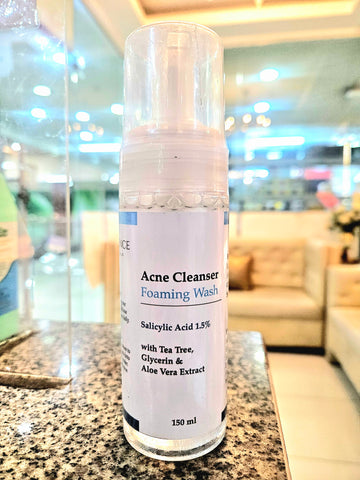 Acne Cleanser
Foaming Wash
Salicylic Acid 1.5%
with Tea Tree,
Glycerin &
Aloe Vera Extract
150 ml